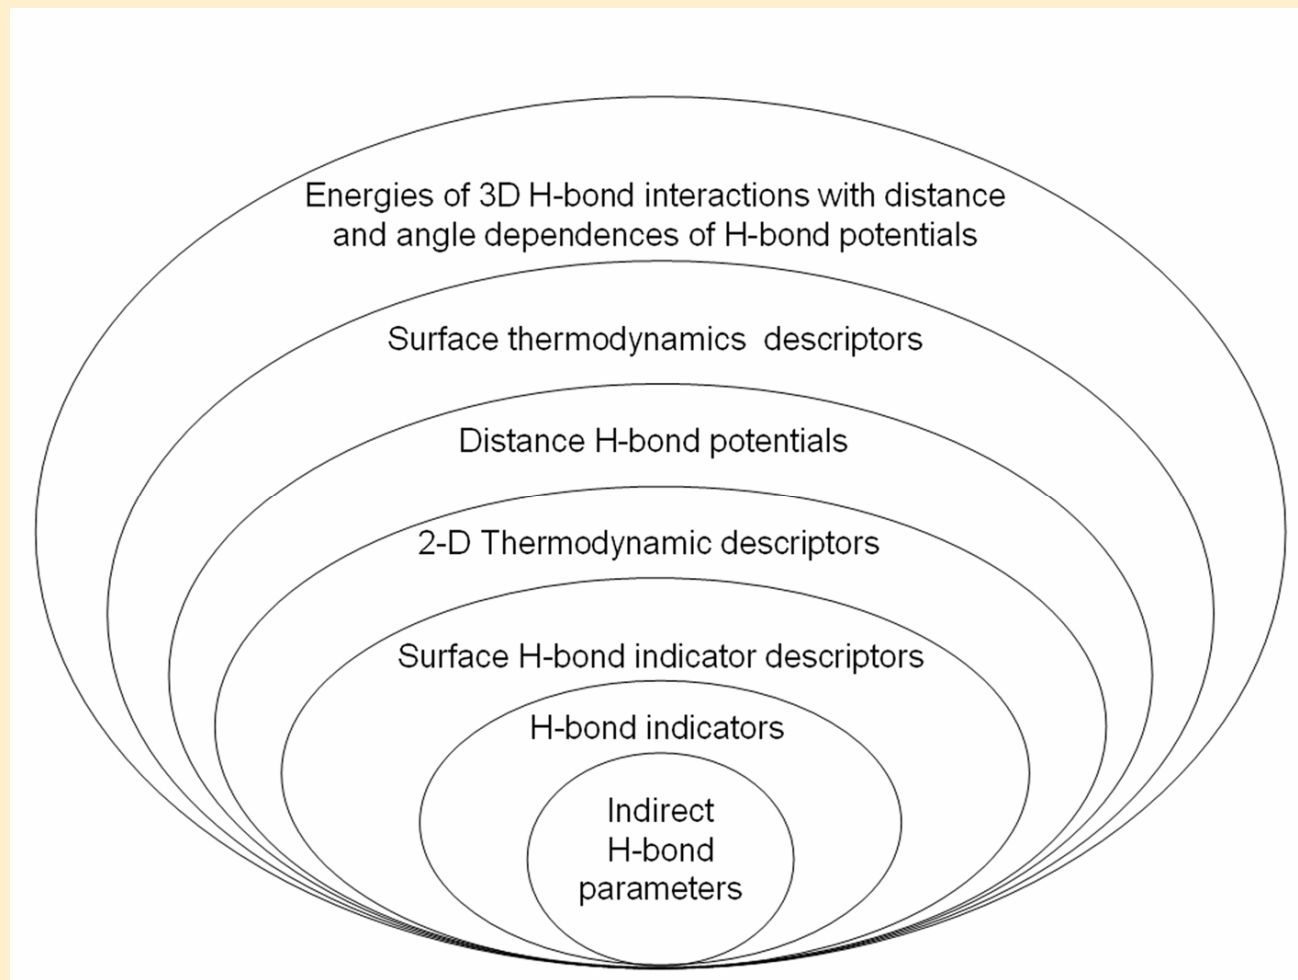 Energies of 3D H-bond interactions with distance
and angle dependences of H-bond potentials
Surface thermodynamics  descriptors
Distance H-bond potentials
2-D Thermodynamic descriptors
Surface H-bond indicator descriptors
H-bond indicators
Indirect
H-bond
parameters